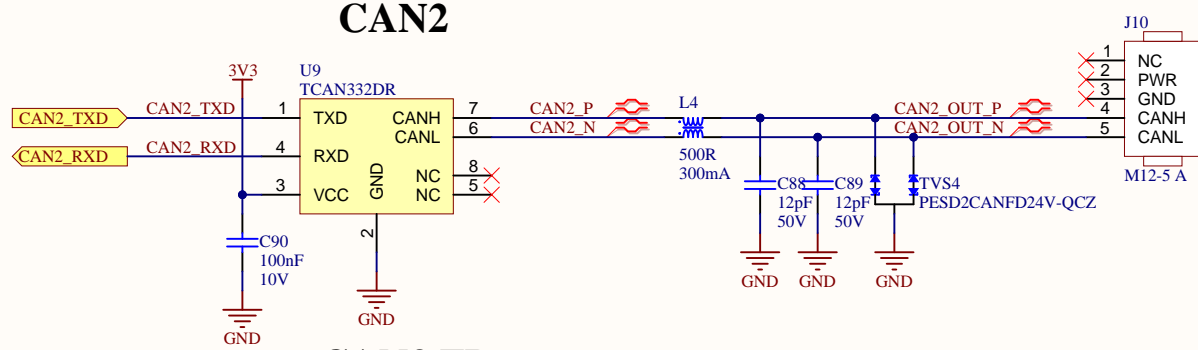 CAN2
J10
3V3
U9
TCAN332DR
CAN2_TXD
CAN2_TXD
1
TXD
CANH
7
CAN2_P
L4
CAN2_OUT_P
1
NC
2
PWR
3
GND
4
CANH
CAN2_RXD
CAN2_RXD
4
RXD
CANL
6
CAN2_N
CAN2_OUT_N
5
CANL
500R
300mA
M12-5 A
3
VCC
GND
NC
8
NC
5
2
C88
12pF
50V
C89
12pF
50V
TVS4
PESD2CANFD24V-QCZ
C90
100nF
10V
GND
GND
GND
GND
GND